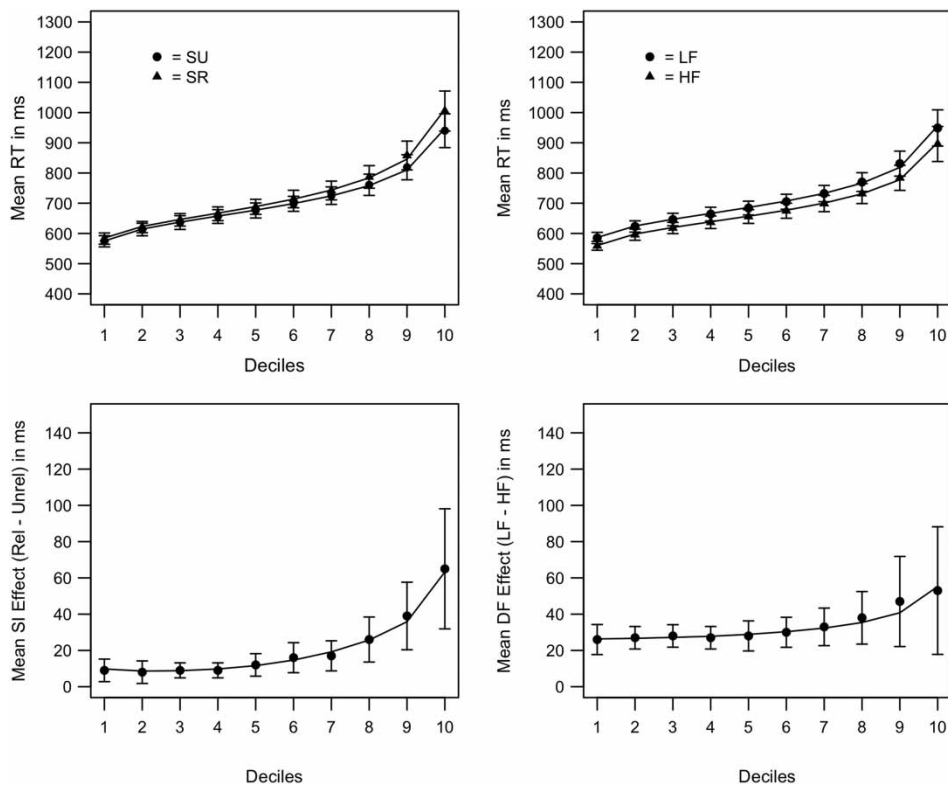 1300
1200
1100
1000
900
800
700
600
500
400
Mean RT in ms
= SU
= SR
1 2 3 4 5 6 7 8 9 10
Deciles
1300
1200
1100
1000
900
800
700
600
500
400
Mean RT in ms
= LF
= HF
1 2 3 4 5 6 7 8 9 10
Deciles
140
120
100
80
60
40
20
0
Mean SI Effect (Rel - Unrel) in ms
1 2 3 4 5 6 7 8 9 10
Deciles
140
120
100
80
60
40
20
0
Mean DF Effect (LF - HF) in ms
1 2 3 4 5 6 7 8 9 10
Deciles